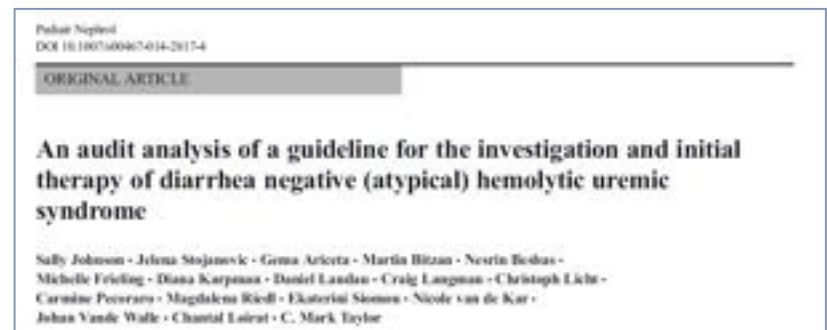 Pediatr Nephrol
DOI 10.1007/s00467-014-2817-4
ORIGINAL ARTICLE
An audit analysis of a guideline for the investigation and initial
therapy of diarrhea negative (atypical) hemolytic uremic
syndrome
Sally Johnson · Jelena Stojanovic · Gema Ariceta · Martin Bitzan · Nesrin Besbas ·
Michelle Frieling · Diana Karpman · Daniel Landau · Craig Langman · Christoph Licht ·
Carmine Pecoraro · Magdalena Riedl · Ekaterini Siomou · Nicole van de Kar ·
Johan Vande Walle · Chantal Loirat · C. Mark Taylor